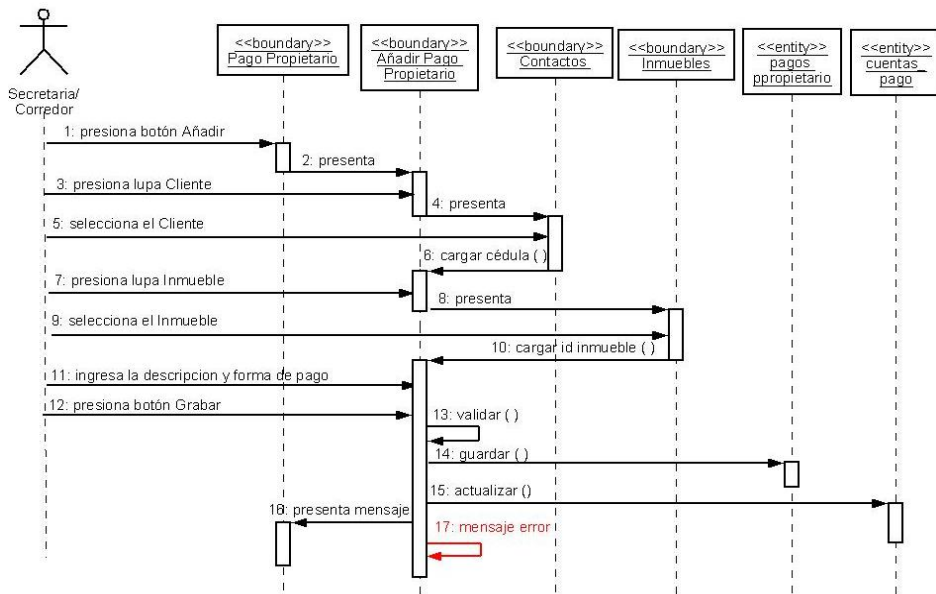 <<boundary>>
Pago Propietario
<<boundary>>
Añadir Pago
Propietario
<<boundary>>
Contactos
<<boundary>>
Inmuebles
<<entity>>
pagos
ppropietario
<<entity>>
cuentas_
pago
Secretaria/
Corredor
1: presiona botón Añadir
2: presenta
3: presiona lupa Cliente
4: presenta
5: selecciona el Cliente
6: cargar cédula ( )
7: presiona lupa Inmueble
8: presenta
9: selecciona el Inmueble
10: cargar id inmueble ( )
11: ingresa la descripcion y forma de pago
12: presiona botón Grabar
13: validar ( )
14: guardar ( )
15: actualizar ()
16: presenta mensaje
17: mensaje error